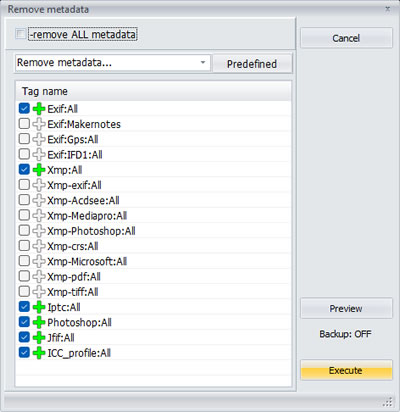 Remove metadata
-remove ALL metadata
Cancel
Remove metadata...
Predefined
Tag name
Exif:All
Exif:Makernotes
Exif:Gps:All
Exif:IFD1:All
Xmp:All
Xmp-exif:All
Xmp-Acdsee:All
Xmp-Mediapro:All
Xmp-Photoshop:All
Xmp-crs:All
Xmp-Microsoft:All
Xmp-pdf:All
Xmp-tiff:All
Iptc:All
Photoshop:All
Jfif:All
ICC_profile:All
Preview
Backup: OFF
Execute